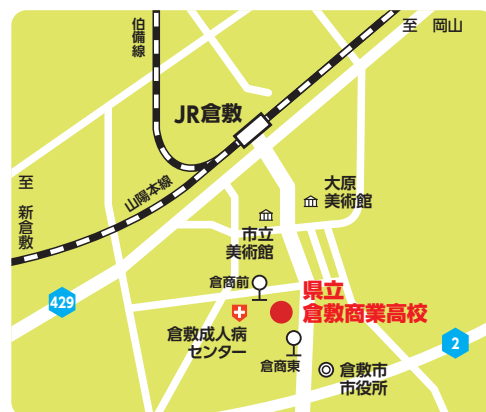 伯備線
至 岡山
JR倉敷
至 新倉敷
山陽本線
大原
美術館
市立
美術館
倉商前
県立
倉敷商業高校
429
倉敷成人病
センター
倉商東
2
倉敷市
市役所